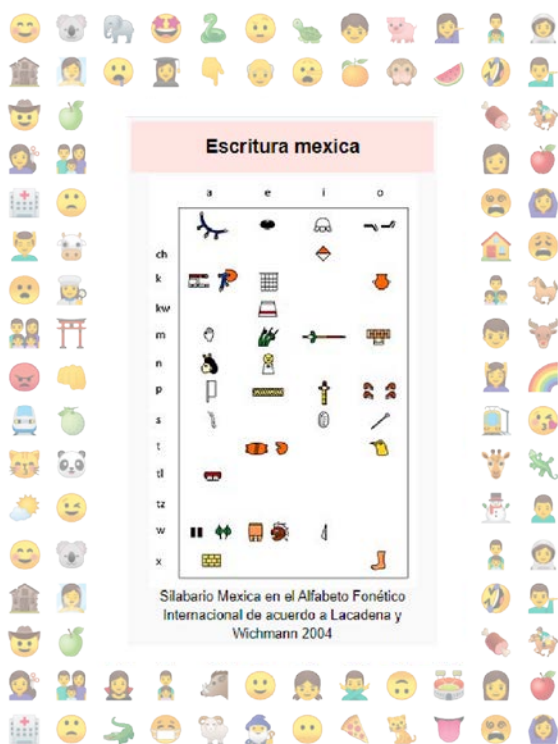 Escritura mexica
a e i o
ch
k
kw
m
n
p
s
t
tl
tz
w
x
Silabario Mexica en el Alfabeto Fonético
Internacional de acuerdo a Lacadena y
Wichmann 2004